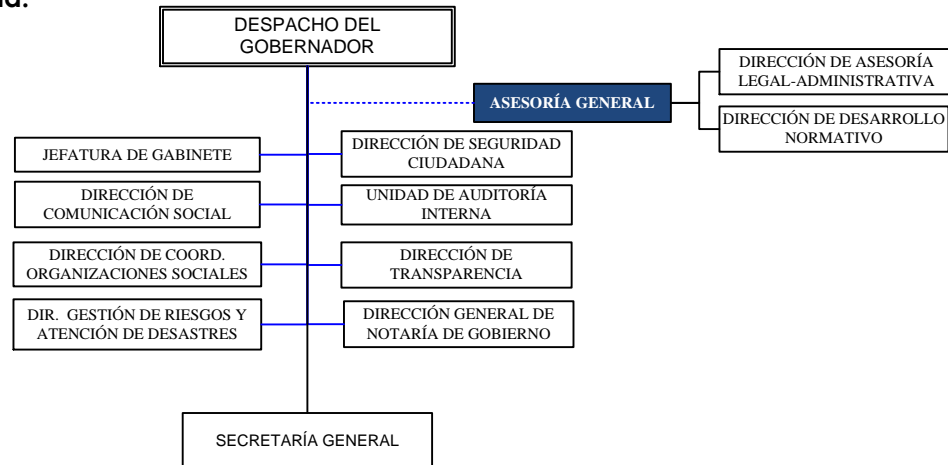 DESPACHO DEL
GOBERNADOR
ASESORÍA GENERAL
DIRECCIÓN DE ASESORÍA
LEGAL-ADMINISTRATIVA
DIRECCIÓN DE DESARROLLO
NORMATIVO
JEFATURA DE GABINETE
DIRECCIÓN DE SEGURIDAD
CIUDADANA
DIRECCIÓN DE
COMUNICACIÓN SOCIAL
UNIDAD DE AUDITORÍA
INTERNA
DIRECCIÓN DE COORD.
ORGANIZACIONES SOCIALES
DIRECCIÓN DE
TRANSPARENCIA
DIR. GESTIÓN DE RIESGOS Y
ATENCIÓN DE DESASTRES
DIRECCIÓN GENERAL DE
NOTARÍA DE GOBIERNO
SECRETARÍA GENERAL